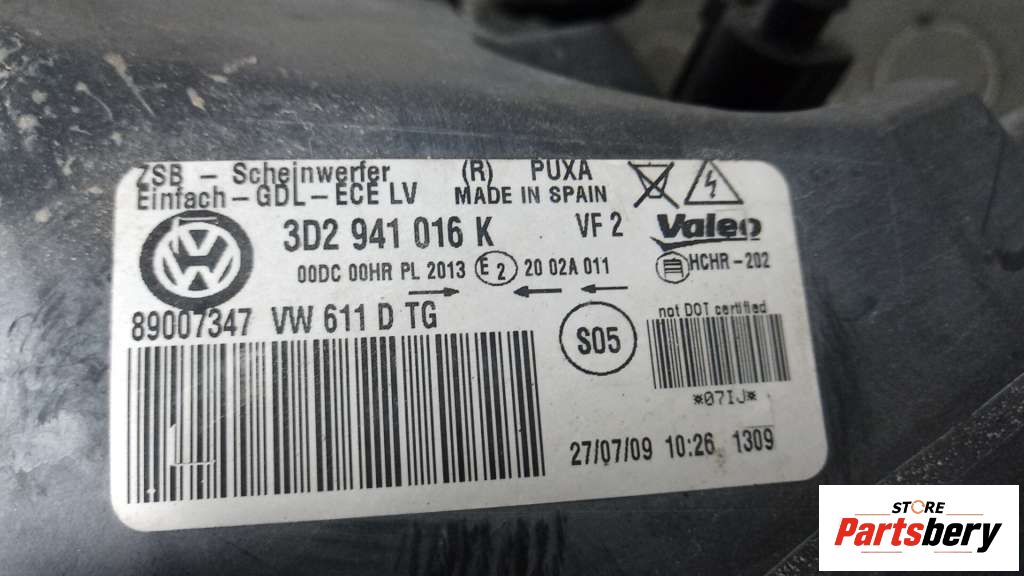 ZSB - Scheinwerfer (R) PUXA
Einfach-GDL-ECE LV MADE IN SPAIN
VW 3D2 941 016 K VF 2 Valeo
00DC 00HR PL 2013 E2 20 02A 011 HCHR-202
89007347 VW 611 D TG not DOT certified
S05
*07IJ*
27/07/09 10:26 1309
STORE
Partsbery